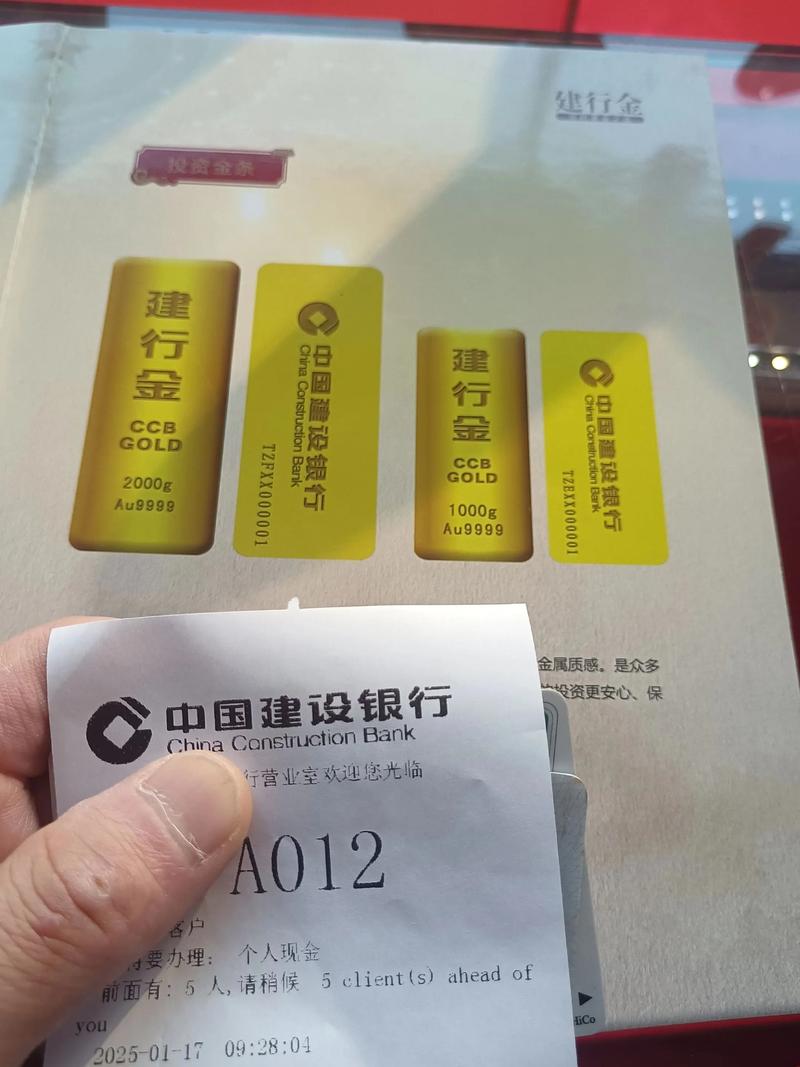 建行金
投资金条
建
行
金
CCB
GOLD
2000g
Au9999
中国建设银行
China Construction Bank
TZFXX000001
建
行
金
CCB
GOLD
1000g
Au9999
中国建设银行
China Construction Bank
TZEXX000001
金属质感。是众多
投资更安心、保
中国建设银行
China Construction Bank
行营业室欢迎您光临
A012
客户
要办理: 个人现金
前面有: 5 人,请稍候 5 client(s) ahead of
you
2025-01-17 09:28:04
HiCo